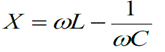 X = ωL − 1/ωC